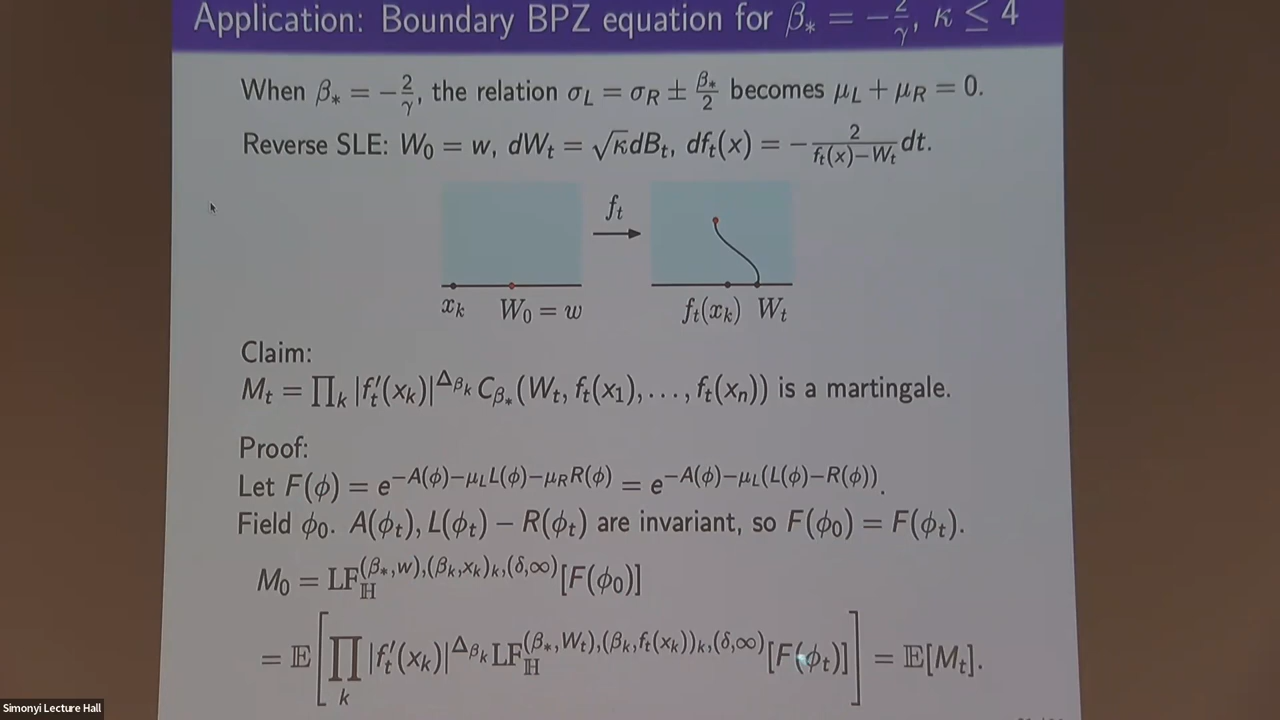 Application: Boundary BPZ equation for β_* = −2/γ, κ ≤ 4
When β_* = −2/γ, the relation σ_L = σ_R ± β_*/2 becomes μ_L + μ_R = 0.
Reverse SLE: W_0 = w, dW_t = √κdB_t, df_t(x) = −2/(f_t(x)−W_t) dt.
f_t
x_k W_0 = w f_t(x_k) W_t
Claim:
M_t = ∏_k |f_t′(x_k)|^{Δ_{β_k}} C_{β_*}(W_t, f_t(x_1), . . . , f_t(x_n)) is a martingale.
Proof:
Let F(ϕ) = e^{−A(ϕ)−μ_L L(ϕ)−μ_R R(ϕ)} = e^{−A(ϕ)−μ_L(L(ϕ)−R(ϕ))}.
Field ϕ_0. A(ϕ_t), L(ϕ_t) − R(ϕ_t) are invariant, so F(ϕ_0) = F(ϕ_t).
M_0 = LF_ℍ^{(β_*,w),(β_k,x_k)_k,(δ,∞)}[F(ϕ_0)]
= 𝔼[∏_k |f_t′(x_k)|^{Δ_{β_k}} LF_ℍ^{(β_*,W_t),(β_k,f_t(x_k))_k,(δ,∞)}[F(ϕ_t)]] = 𝔼[M_t].
Simonyi Lecture Hall